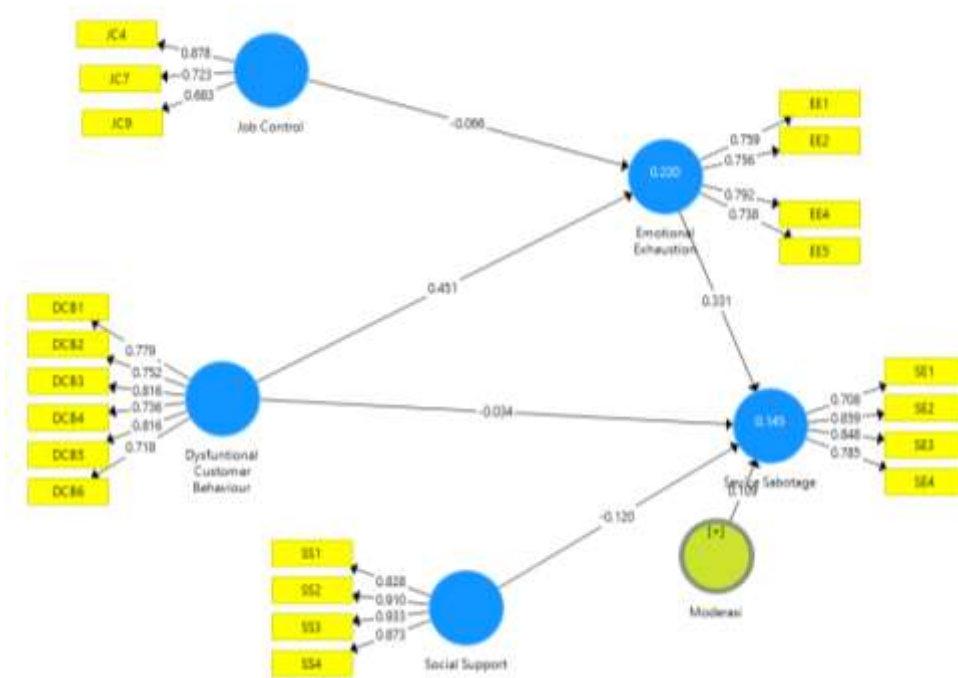 JC4
JC7
JC9
0.878
0.723
0.683
Job Control
-0.066
EE1
EE2
EE4
EE5
0.759
0.756
0.792
0.738
0.220
Emotional
Exhaustion
0.451
0.331
DCB1
DCB2
DCB3
DCB4
DCB5
DCB6
0.779
0.752
0.816
0.736
0.816
0.718
Dysfuntional
Customer
Behaviour
-0.034
SE1
SE2
SE3
SE4
0.708
0.859
0.848
0.785
0.145
Sabotage
0.109
-0.120
[+]
Moderasi
SS1
SS2
SS3
SS4
0.828
0.910
0.933
0.873
Social Support